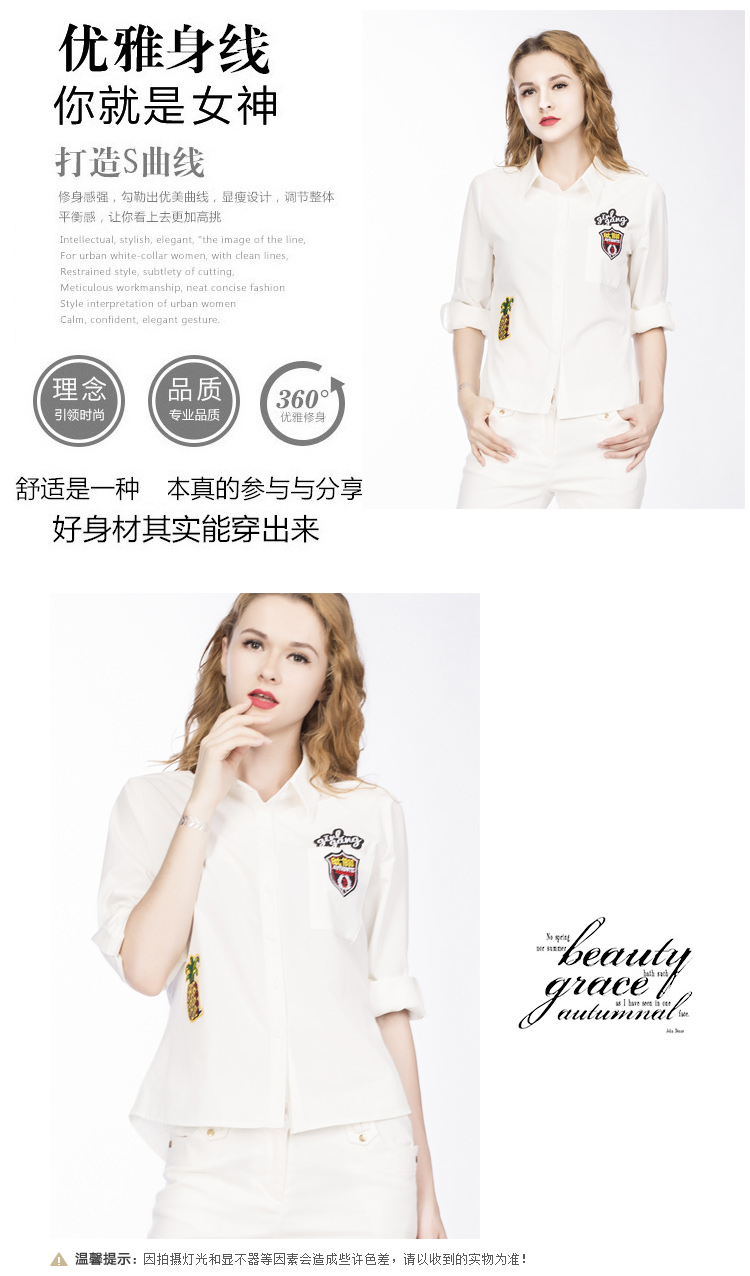 优雅身线
你就是女神
打造S曲线
修身感强，勾勒出优美曲线，显瘦设计，调节整体
平衡感，让你看上去更加高挑
Intellectual, stylish, elegant, "the image of the line,
For urban white-collar women, with clean lines,
Restrained style, subtlety of cutting,
Meticulous workmanship, neat concise fashion
Style interpretation of urban women
Calm, confident, elegant gesture.
理念
引领时尚
品质
专业品质
360°
优雅修身
舒适是一种 本真的参与与分享
好身材其实能穿出来
girl
gang
girl
gang
No spring
nor summer beauty
hath such
grace
as I have seen in one
autumnal face.
John Donne
温馨提示：因拍摄灯光和显不器等因素会造成些许色差，请以收到的实物为准！